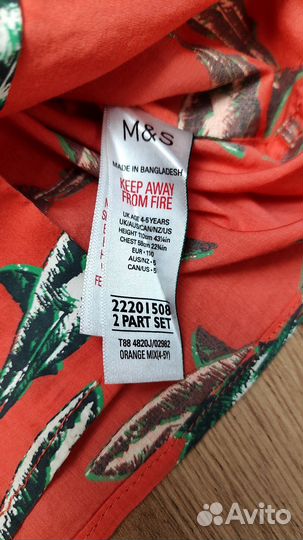 M&S
MADE IN BANGLADESH
KEEP AWAY
FROM FIRE
UK AGE 4-5 YEARS
UK/AUS/CAN/NZ/US
HEIGHT 110cm 43¼in
CHEST 58cm 22¾in
EUR - 110
AUS/NZ - 5
CAN/US - 5
22201508
2 PART SET
T88 4820J/02982
ORANGE MIX(4-5Y)
Avito